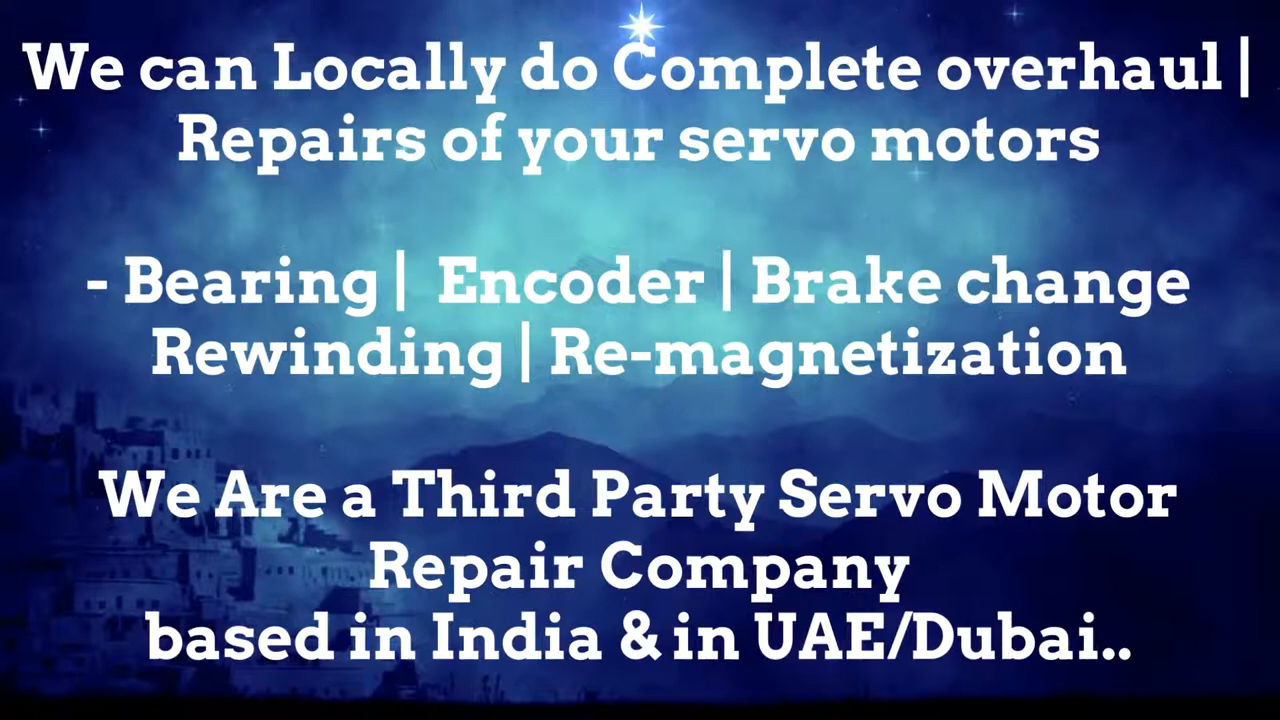 We can Locally do Complete overhaul |
Repairs of your servo motors
- Bearing | Encoder | Brake change
Rewinding | Re-magnetization
We Are a Third Party Servo Motor
Repair Company
based in India & in UAE/Dubai..